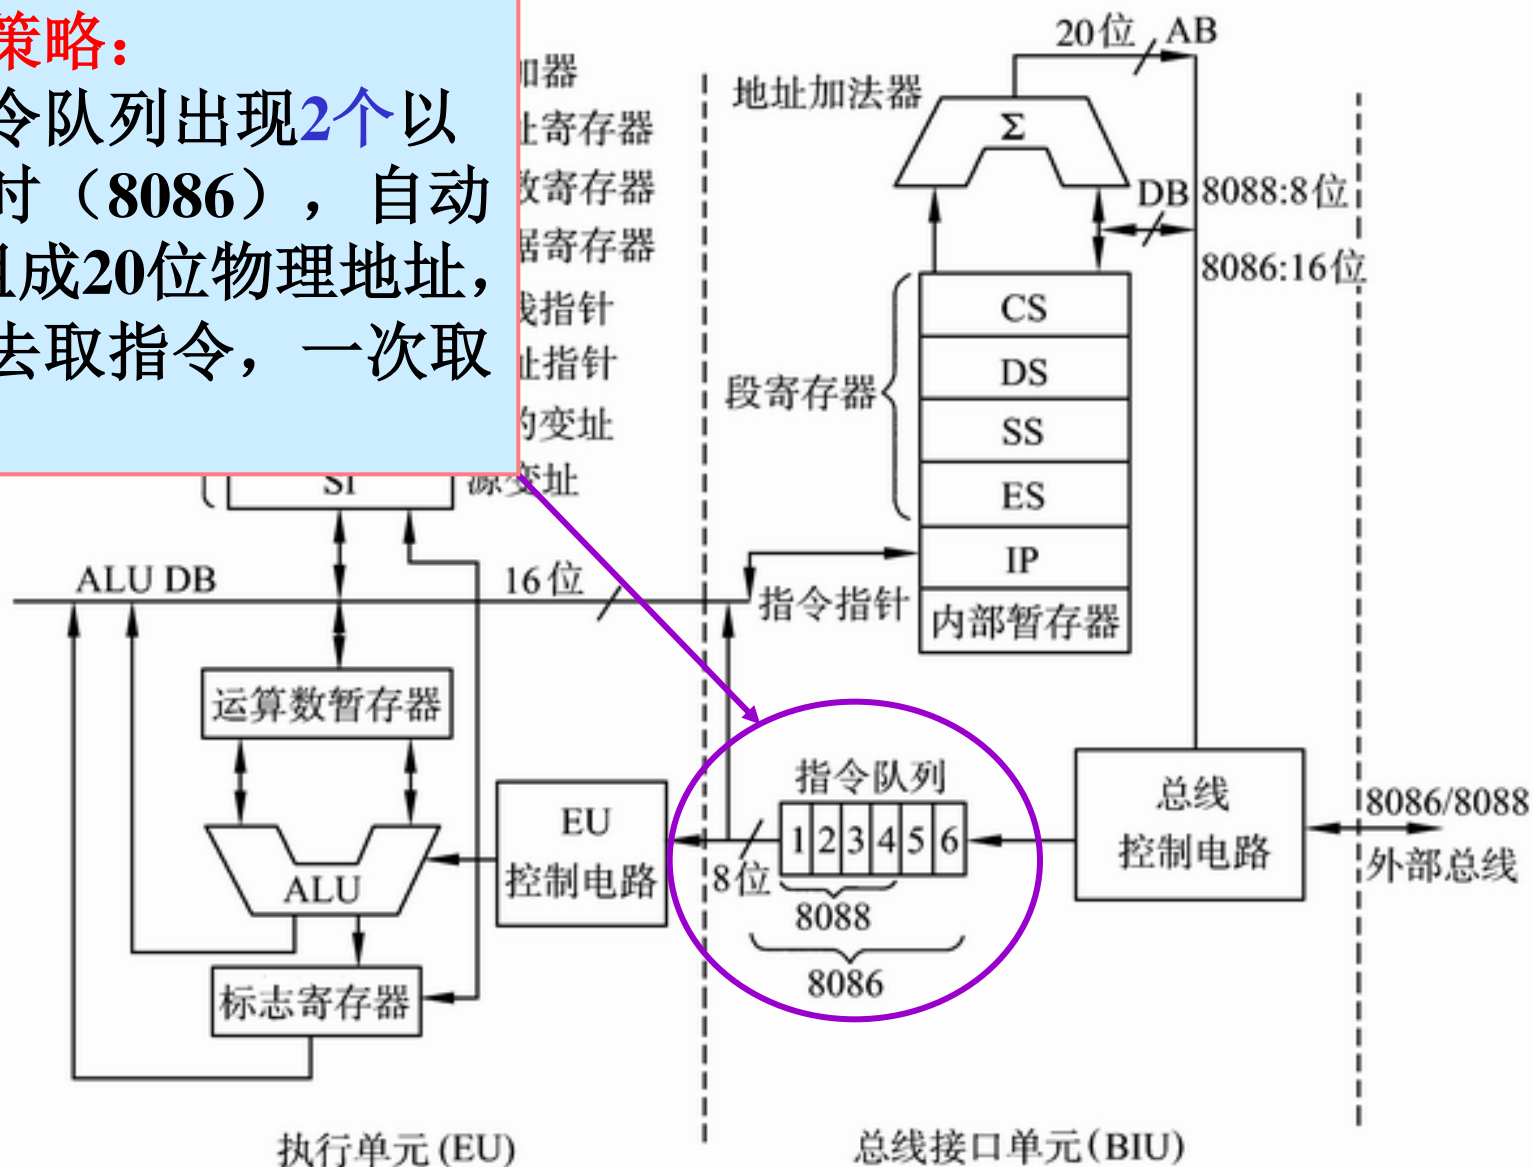 策略：
令队列出现2个以
时（8086），自动
成20位物理地址，
去取指令，一次取
加器
址寄存器
数寄存器
据寄存器
栈指针
址指针
的变址
SI
源变址
ALU DB
16位
运算数暂存器
ALU
标志寄存器
EU
控制电路
执行单元(EU)
20位
AB
地址加法器
Σ
DB
8088:8位
8086:16位
段寄存器
CS
DS
SS
ES
IP
指令指针
内部暂存器
指令队列
1 2 3 4 5 6
8位
8088
8086
总线
控制电路
8086/8088
外部总线
总线接口单元(BIU)